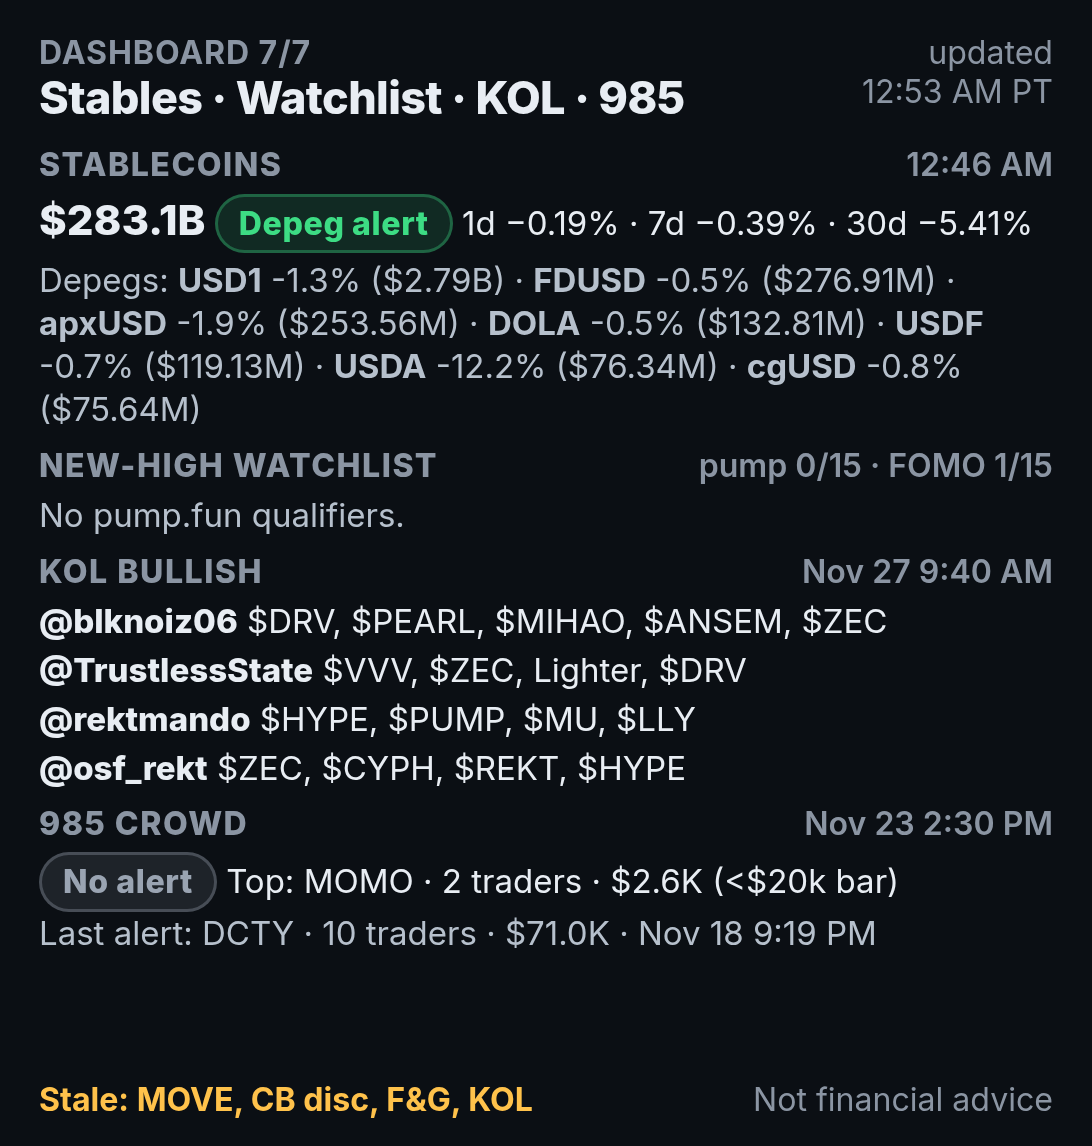 DASHBOARD 7/7
updated
Stables · Watchlist · KOL · 985
12:53 AM PT
STABLECOINS
12:46 AM
$283.1B Depeg alert 1d −0.19% · 7d −0.39% · 30d −5.41%
Depegs: USD1 -1.3% ($2.79B) · FDUSD -0.5% ($276.91M) ·
apxUSD -1.9% ($253.56M) · DOLA -0.5% ($132.81M) · USDF
-0.7% ($119.13M) · USDA -12.2% ($76.34M) · cgUSD -0.8%
($75.64M)
NEW-HIGH WATCHLIST
pump 0/15 · FOMO 1/15
No pump.fun qualifiers.
KOL BULLISH
Nov 27 9:40 AM
@blknoiz06 $DRV, $PEARL, $MIHAO, $ANSEM, $ZEC
@TrustlessState $VVV, $ZEC, Lighter, $DRV
@rektmando $HYPE, $PUMP, $MU, $LLY
@osf_rekt $ZEC, $CYPH, $REKT, $HYPE
985 CROWD
Nov 23 2:30 PM
No alert Top: MOMO · 2 traders · $2.6K (<$20k bar)
Last alert: DCTY · 10 traders · $71.0K · Nov 18 9:19 PM
Stale: MOVE, CB disc, F&G, KOL
Not financial advice